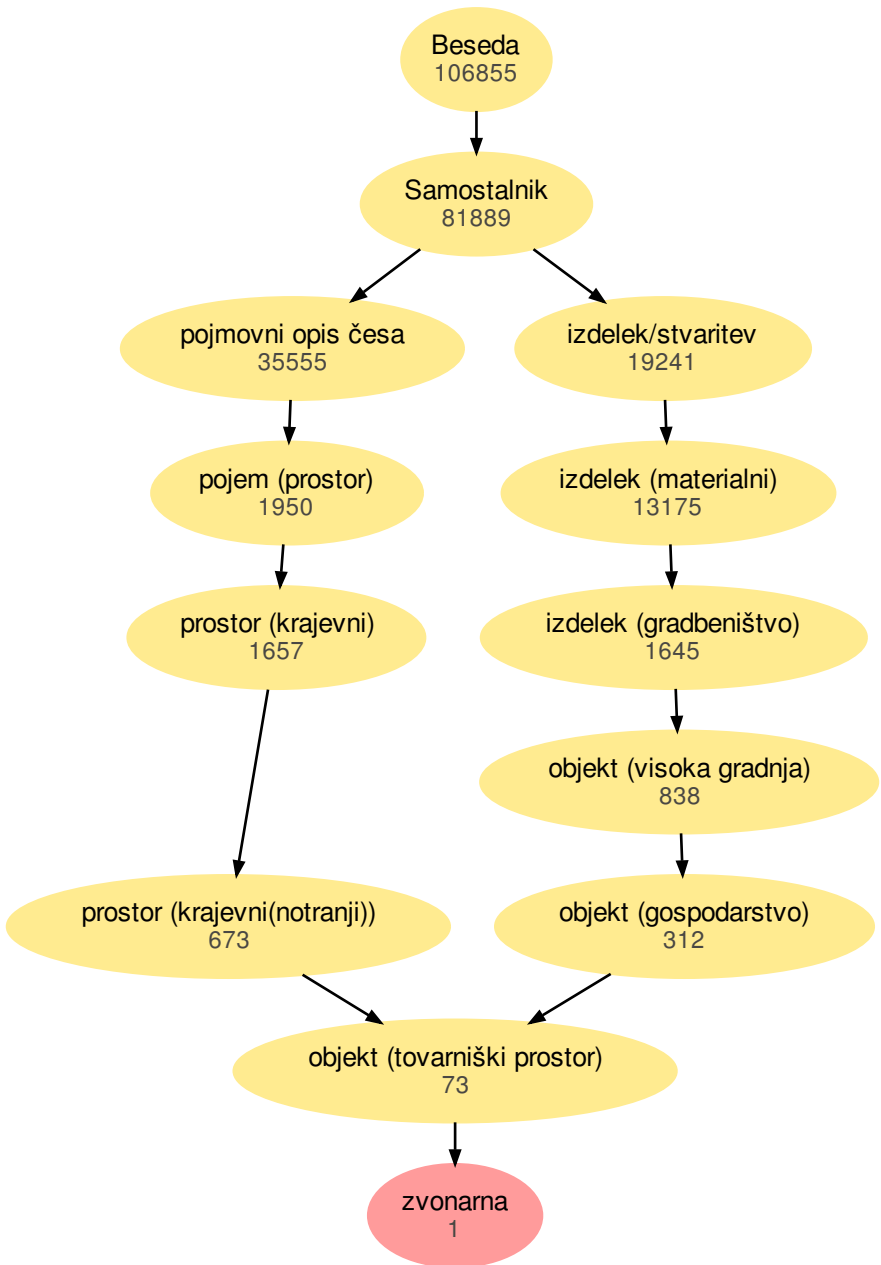 Beseda
106855
Samostalnik
81889
pojmovni opis česa
35555
izdelek/stvaritev
19241
pojem (prostor)
1950
izdelek (materialni)
13175
prostor (krajevni)
1657
izdelek (gradbeništvo)
1645
objekt (visoka gradnja)
838
prostor (krajevni(notranji))
673
objekt (gospodarstvo)
312
objekt (tovarniški prostor)
73
zvonarna
1